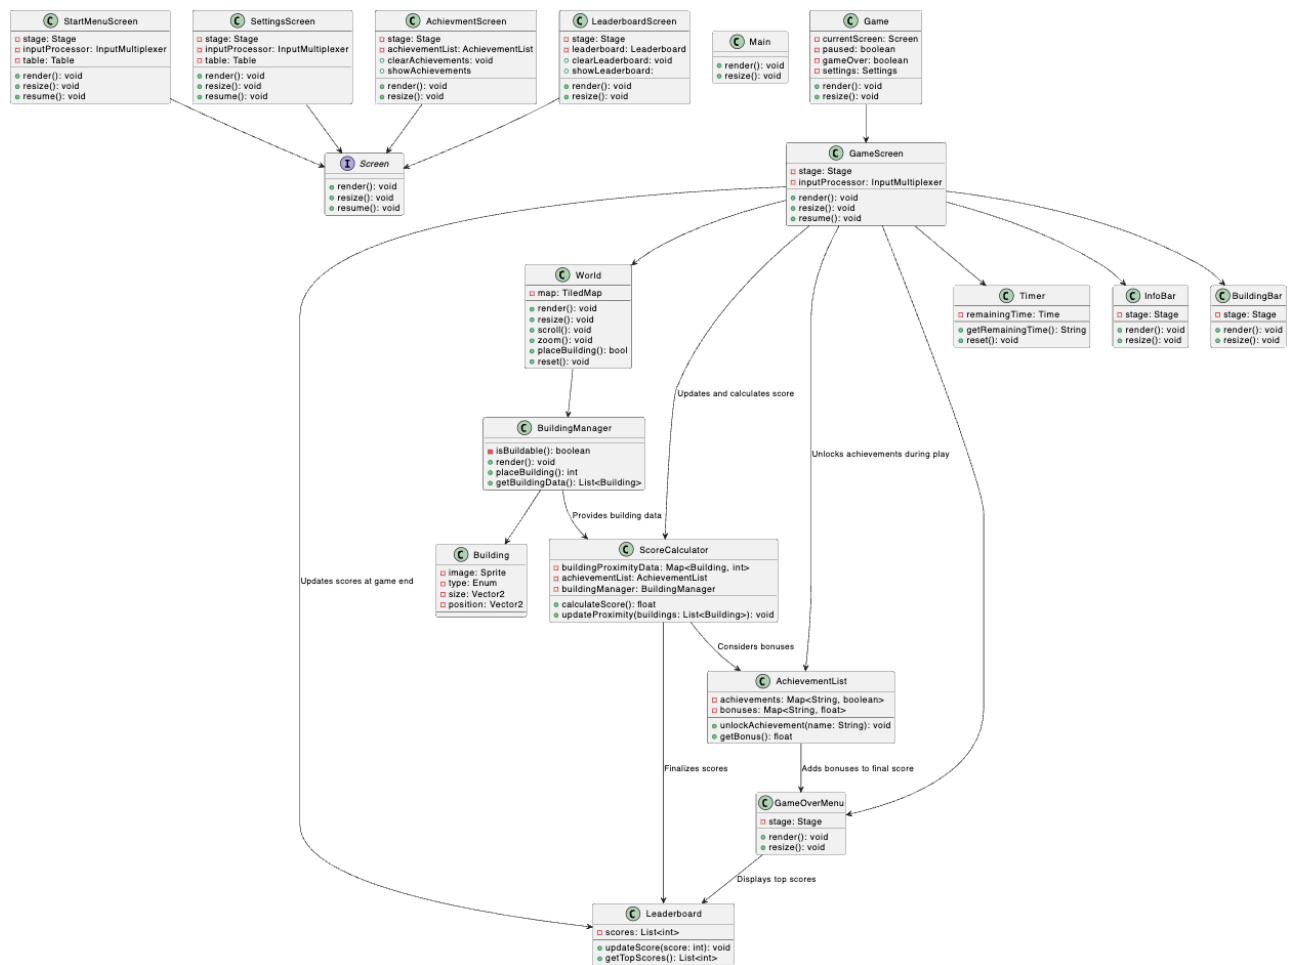 C StartMenuScreen
stage: Stage
inputProcessor: InputMultiplexer
table: Table
render(): void
resize(): void
resume(): void
C SettingsScreen
stage: Stage
inputProcessor: InputMultiplexer
table: Table
render(): void
resize(): void
resume(): void
C AchievmentScreen
stage: Stage
achievementList: AchievementList
clearAchievements: void
showAchievements
render(): void
resize(): void
C LeaderboardScreen
stage: Stage
leaderboard: Leaderboard
clearLeaderboard: void
showLeaderboard:
render(): void
resize(): void
C Main
render(): void
resize(): void
C Game
currentScreen: Screen
paused: boolean
gameOver: boolean
settings: Settings
render(): void
resize(): void
I Screen
render(): void
resize(): void
resume(): void
C GameScreen
stage: Stage
inputProcessor: InputMultiplexer
render(): void
resize(): void
resume(): void
C World
map: TiledMap
render(): void
resize(): void
scroll(): void
zoom(): void
placeBuilding(): bool
reset(): void
C Timer
remainingTime: Time
getRemainingTime(): String
reset(): void
C InfoBar
stage: Stage
render(): void
resize(): void
C BuildingBar
stage: Stage
render(): void
resize(): void
Updates and calculates score
Unlocks achievements during play
C BuildingManager
isBuildable(): boolean
render(): void
placeBuilding(): int
getBuildingData(): List<Building>
Provides building data
C Building
image: Sprite
type: Enum
size: Vector2
position: Vector2
C ScoreCalculator
buildingProximityData: Map<Building, int>
achievementList: AchievementList
buildingManager: BuildingManager
calculateScore(): float
updateProximity(buildings: List<Building>): void
Updates scores at game end
Considers bonuses
C AchievementList
achievements: Map<String, boolean>
bonuses: Map<String, float>
unlockAchievement(name: String): void
getBonus(): float
Finalizes scores
Adds bonuses to final score
C GameOverMenu
stage: Stage
render(): void
resize(): void
Displays top scores
C Leaderboard
scores: List<int>
updateScore(score: int): void
getTopScores(): List<int>